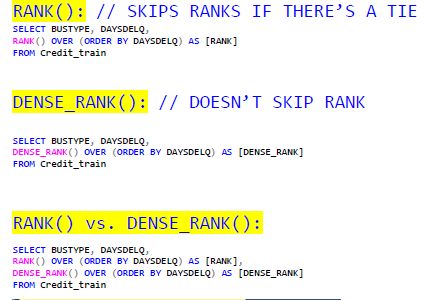 RANK(): // SKIPS RANKS IF THERE’S A TIE
SELECT BUSTYPE, DAYSDELQ,
RANK() OVER (ORDER BY DAYSDELQ) AS [RANK]
FROM Credit_train
DENSE_RANK(): // DOESN’T SKIP RANK
SELECT BUSTYPE, DAYSDELQ,
DENSE_RANK() OVER (ORDER BY DAYSDELQ) AS [DENSE_RANK]
FROM Credit_train
RANK() vs. DENSE_RANK():
SELECT BUSTYPE, DAYSDELQ,
RANK() OVER (ORDER BY DAYSDELQ) AS [RANK],
DENSE_RANK() OVER (ORDER BY DAYSDELQ) AS [DENSE_RANK]
FROM Credit_train